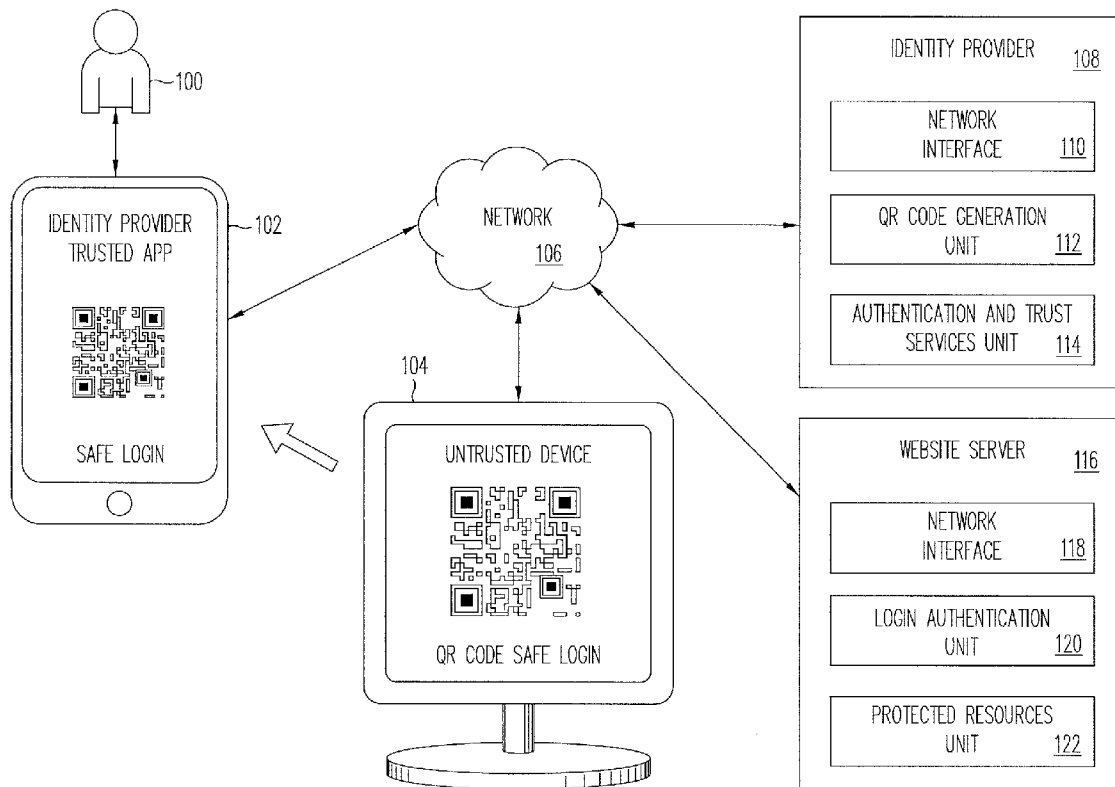 100
IDENTITY PROVIDER
TRUSTED APP
SAFE LOGIN
102
NETWORK
106
104
UNTRUSTED DEVICE
QR CODE SAFE LOGIN
IDENTITY PROVIDER
108
NETWORK
INTERFACE
110
QR CODE GENERATION
UNIT
112
AUTHENTICATION AND TRUST
SERVICES UNIT
114
WEBSITE SERVER
116
NETWORK
INTERFACE
118
LOGIN AUTHENTICATION
UNIT
120
PROTECTED RESOURCES
UNIT
122